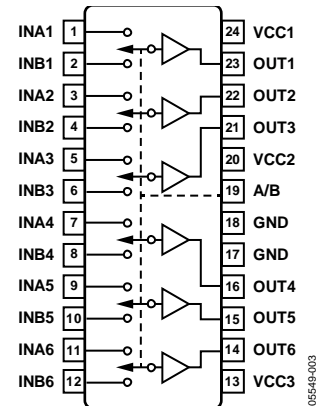 INA1 1 24 VCC1
INB1 2 23 OUT1
INA2 3 22 OUT2
INB2 4 21 OUT3
INA3 5 20 VCC2
INB3 6 19 A/B
INA4 7 18 GND
INB4 8 17 GND
INA5 9 16 OUT4
INB5 10 15 OUT5
INA6 11 14 OUT6
INB6 12 13 VCC3
05549-003